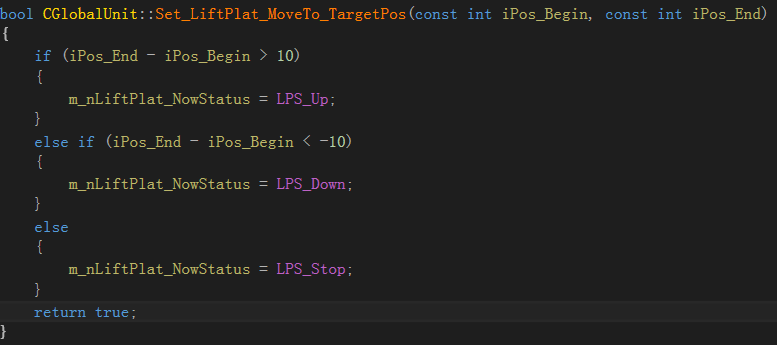 bool CGlobalUnit::Set_LiftPlat_MoveTo_TargetPos(const int iPos_Begin, const int iPos_End)
{
    if (iPos_End - iPos_Begin > 10)
    {
        m_nLiftPlat_NowStatus = LPS_Up;
    }
    else if (iPos_End - iPos_Begin < -10)
    {
        m_nLiftPlat_NowStatus = LPS_Down;
    }
    else
    {
        m_nLiftPlat_NowStatus = LPS_Stop;
    }
    return true;
}